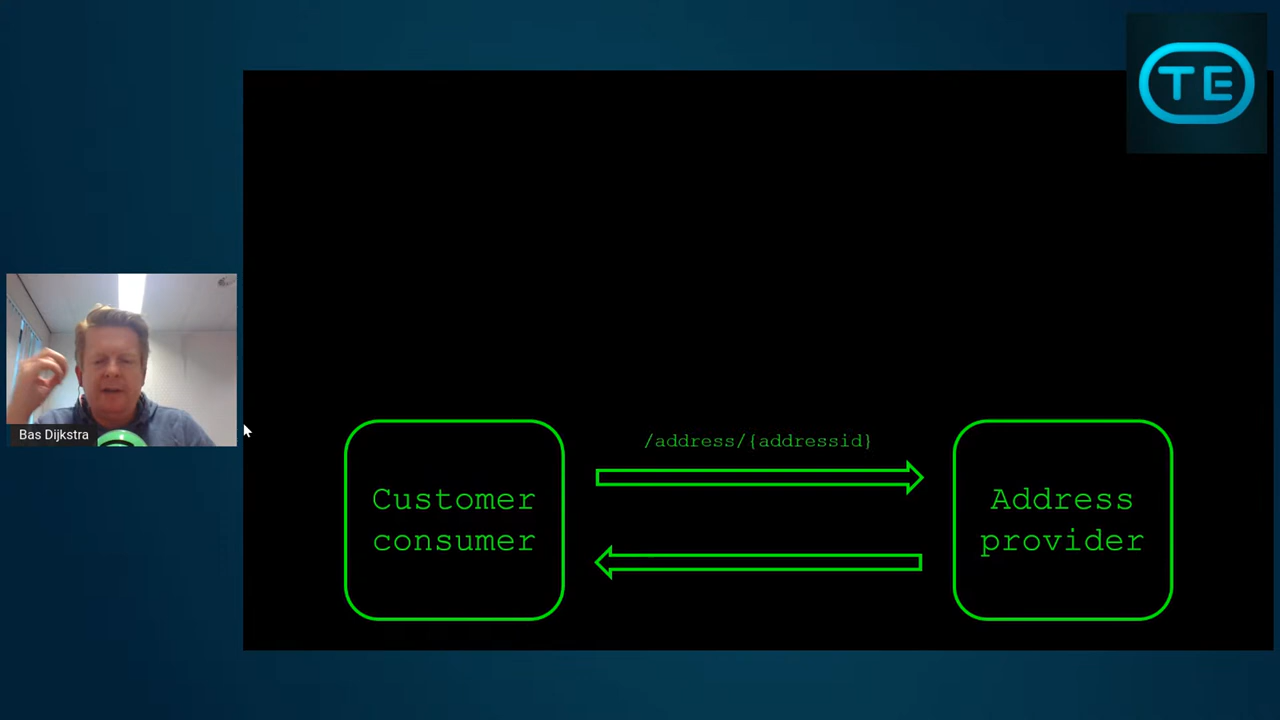 TE
Bas Dijkstra
/address/{addressid}
Customer
consumer
Address
provider